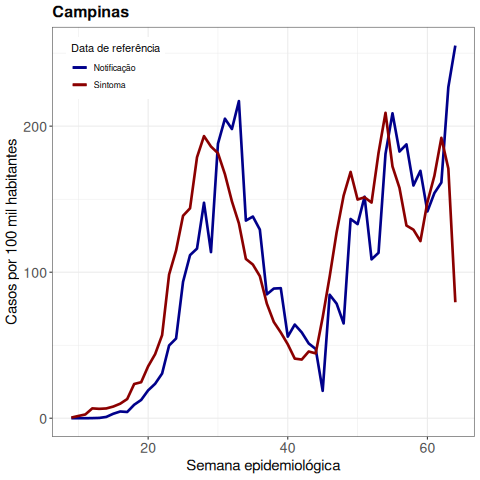 Campinas
Data de referência
Notificação
Sintoma
Casos por 100 mil habitantes
200
100
0
20 40 60
Semana epidemiológica